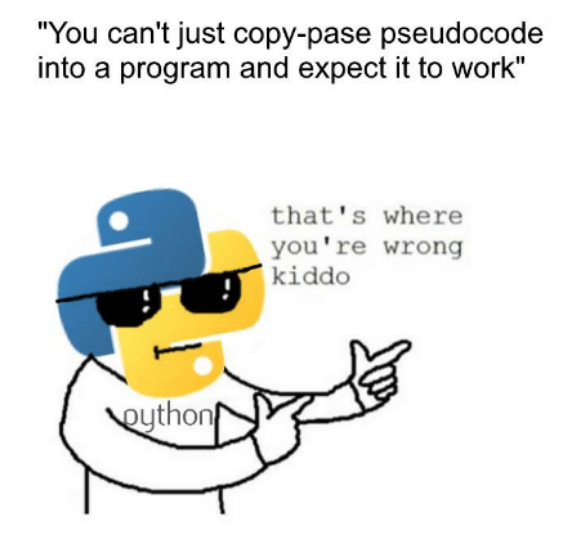 "You can't just copy-pase pseudocode
into a program and expect it to work"
that's where
you're wrong
kiddo
python